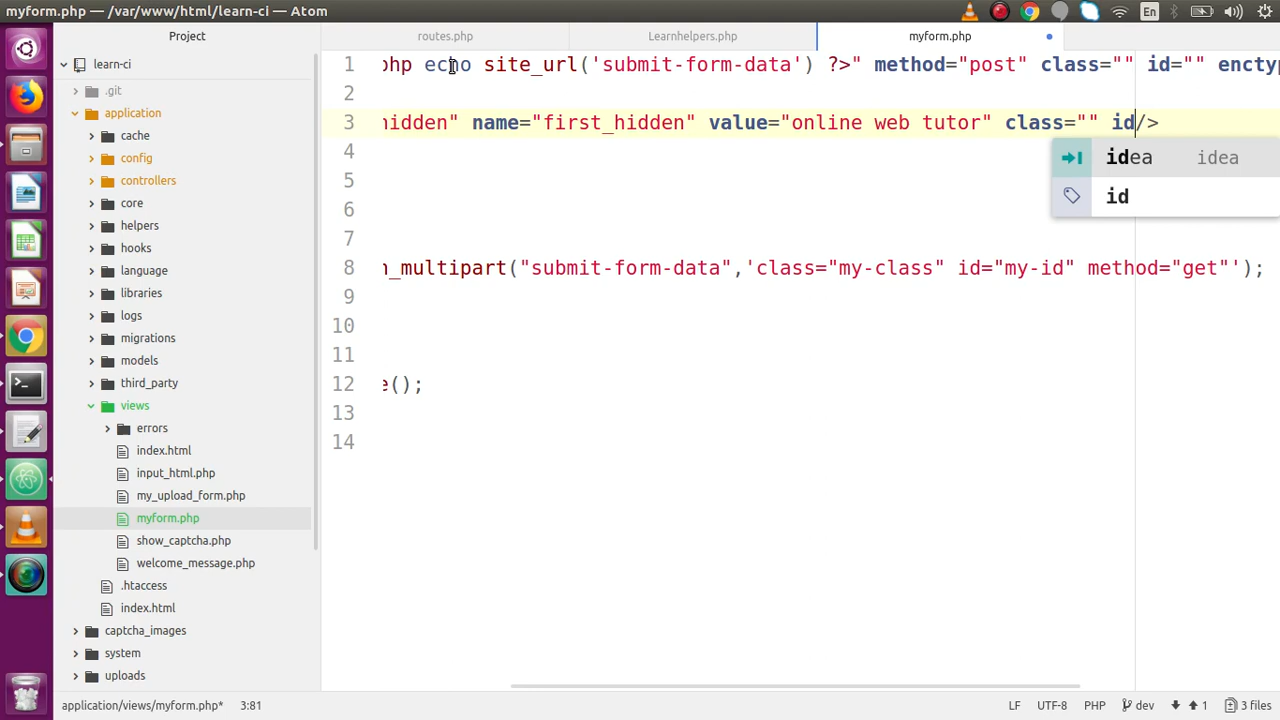 myform.php — /var/www/html/learn-ci — Atom
En
Project
routes.php
Learnhelpers.php
myform.php
learn-ci
.git
application
cache
config
controllers
core
helpers
hooks
language
libraries
logs
migrations
models
third_party
views
errors
index.html
input_html.php
my_upload_form.php
myform.php
show_captcha.php
welcome_message.php
.htaccess
index.html
captcha_images
system
uploads
1 php echo site_url('submit-form-data') ?>" method="post" class="" id="" enctyp
2
3 hidden" name="first_hidden" value="online web tutor" class="" id/>
4
5
6
7
8 n_multipart("submit-form-data",'class="my-class" id="my-id" method="get"');
9
10
11
12 e();
13
14
idea idea
id
application/views/myform.php* 3:81
LF UTF-8 PHP dev 1 3 files